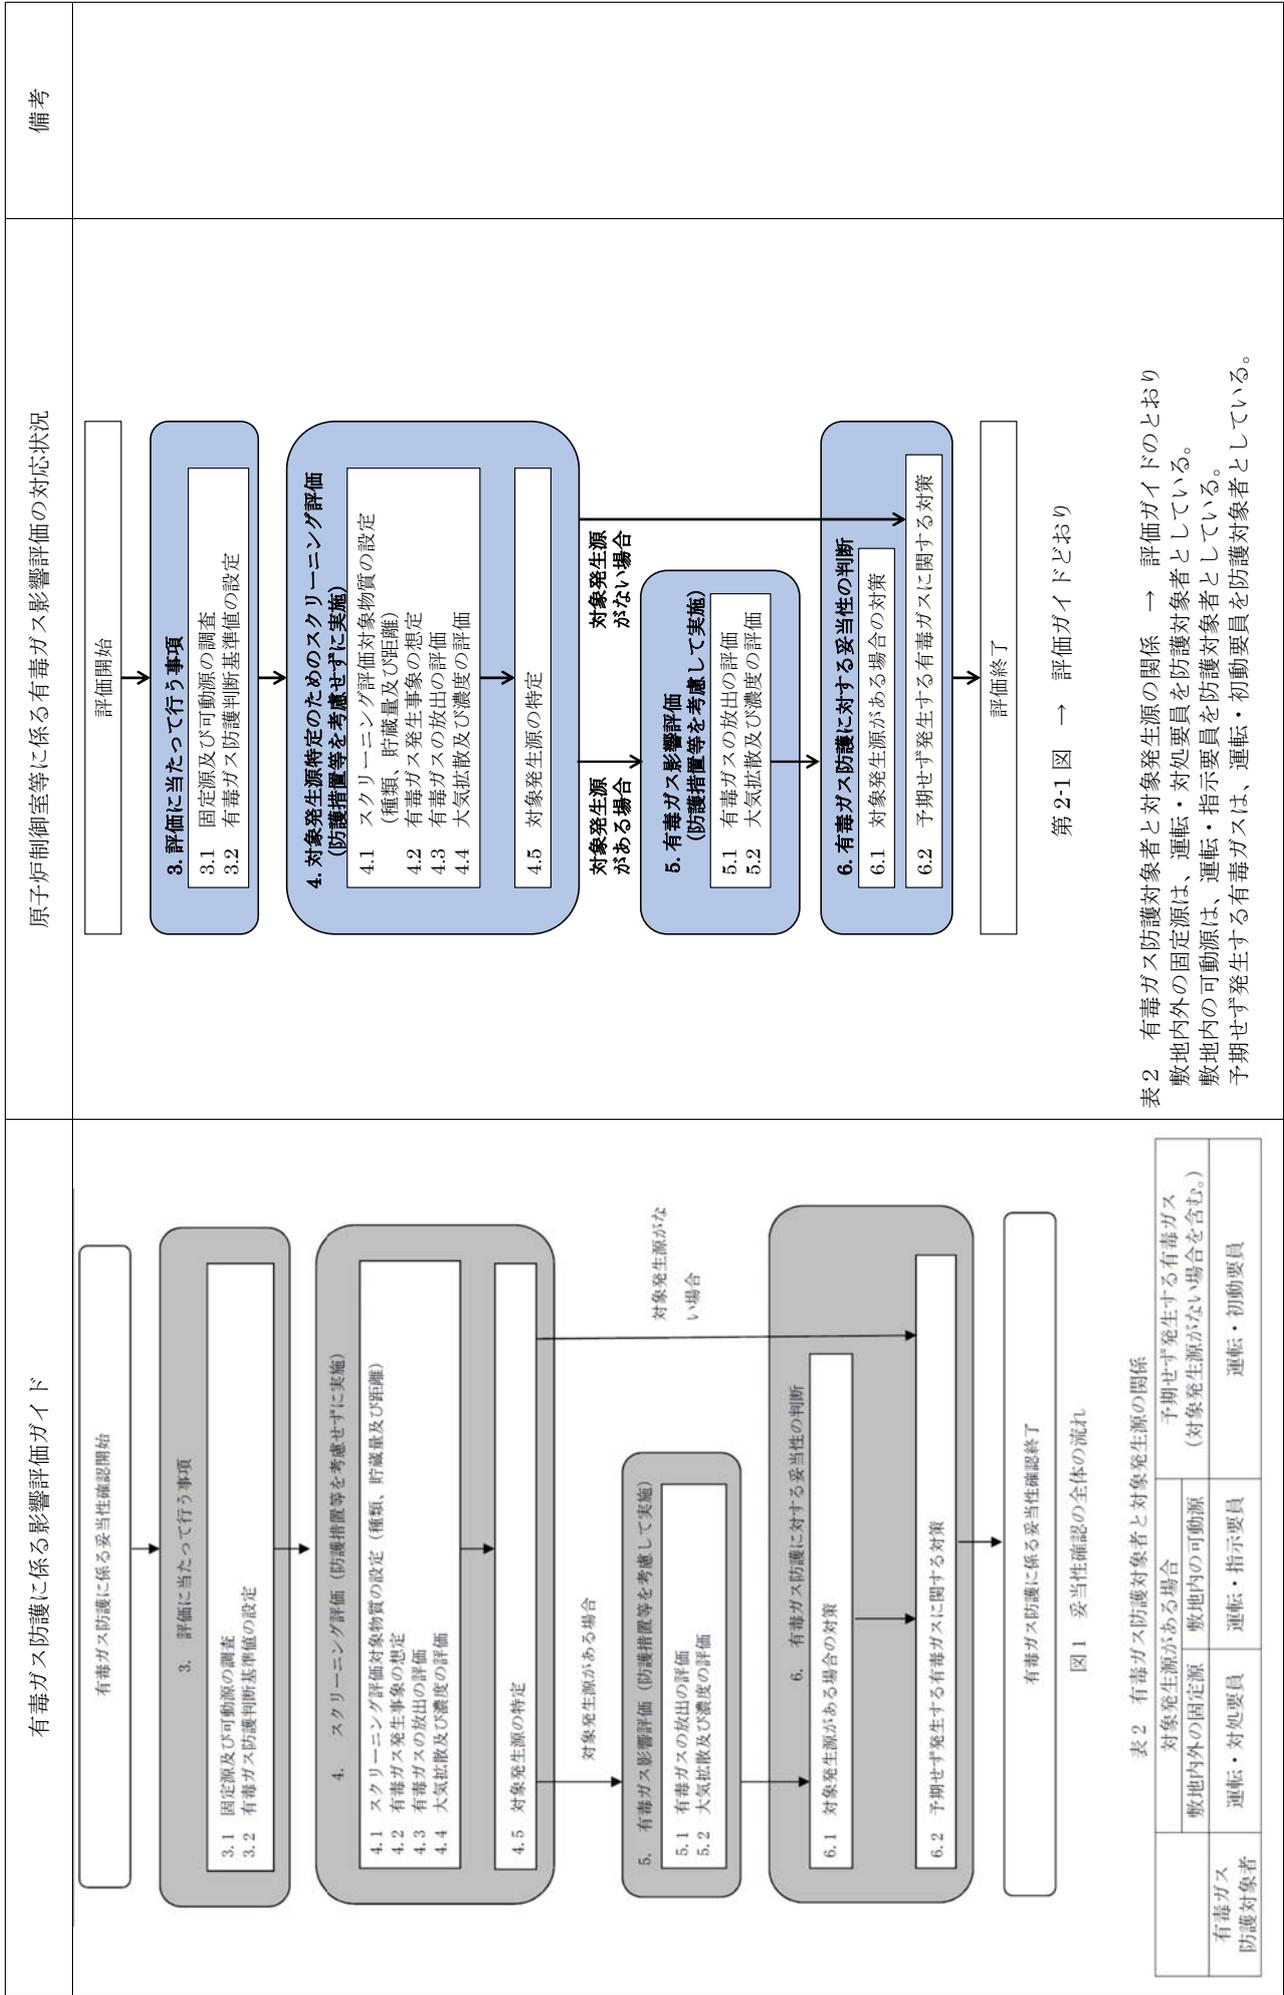 有毒ガス防護に係る影響評価ガイド
原子炉制御室等に係る有毒ガス影響評価の対応状況
備考
有毒ガス防護に係る妥当性確認開始
3. 評価に当たって行う事項
3.1 固定源及び可動源の調査
3.2 有毒ガス防護判断基準値の設定
4. スクリーニング評価(防護措置等を考慮せずに実施)
4.1 スクリーニング評価対象物質の設定(種類、貯蔵量及び距離)
4.2 有毒ガス発生事象の想定
4.3 有毒ガスの放出の評価
4.4 大気拡散及び濃度の評価
4.5 対象発生源の特定
対象発生源がある場合
対象発生源がな
い場合
5. 有毒ガス影響評価(防護措置等を考慮して実施)
5.1 有毒ガスの放出の評価
5.2 大気拡散及び濃度の評価
6. 有毒ガス防護に対する妥当性の判断
6.1 対象発生源がある場合の対策
6.2 予期せず発生する有毒ガスに関する対策
有毒ガス防護に係る妥当性確認終了
図1 妥当性確認の全体の流れ
表2 有毒ガス防護対象者と対象発生源の関係
対象発生源がある場合
予期せず発生する有毒ガス
(対象発生源がない場合を含む。)
敷地内外の固定源
敷地内の可動源
有毒ガス
防護対象者
運転・対処要員
運転・指示要員
運転・初動要員
評価開始
3. 評価に当たって行う事項
3.1 固定源及び可動源の調査
3.2 有毒ガス防護判断基準値の設定
4. 対象発生源特定のためのスクリーニング評価
(防護措置等を考慮せずに実施)
4.1 スクリーニング評価対象物質の設定
(種類、貯蔵量及び距離)
4.2 有毒ガス発生事象の想定
4.3 有毒ガスの放出の評価
4.4 大気拡散及び濃度の評価
4.5 対象発生源の特定
対象発生源
がある場合
対象発生源
がない場合
5. 有毒ガス影響評価
(防護措置等を考慮して実施)
5.1 有毒ガスの放出の評価
5.2 大気拡散及び濃度の評価
6. 有毒ガス防護に対する妥当性の判断
6.1 対象発生源がある場合の対策
6.2 予期せず発生する有毒ガスに関する対策
評価終了
第2-1図 → 評価ガイドどおり
表2 有毒ガス防護対象者と対象発生源の関係 → 評価ガイドのとおり
敷地内外の固定源は、運転・対処要員を防護対象者としている。
敷地内の可動源は、運転・指示要員を防護対象者としている。
予期せず発生する有毒ガスは、運転・初動要員を防護対象者としている。